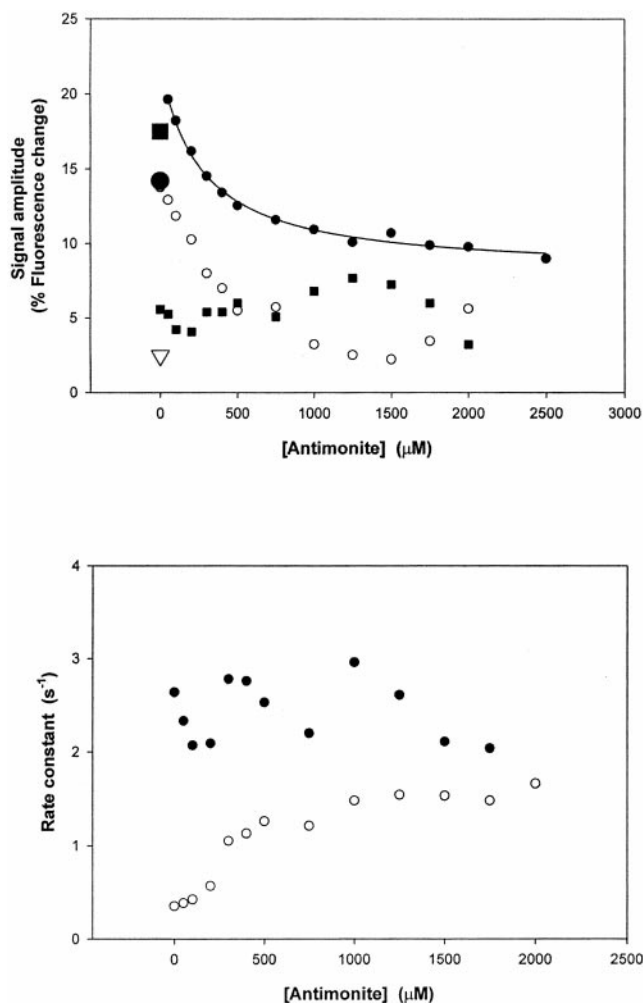 25
20
15
10
5
0
Signal amplitude
(% Fluorescence change)
0 500 1000 1500 2000 2500 3000
[Antimonite] (μM)
4
3
2
1
0
Rate constant (s⁻¹)
0 500 1000 1500 2000 2500
[Antimonite] (μM)